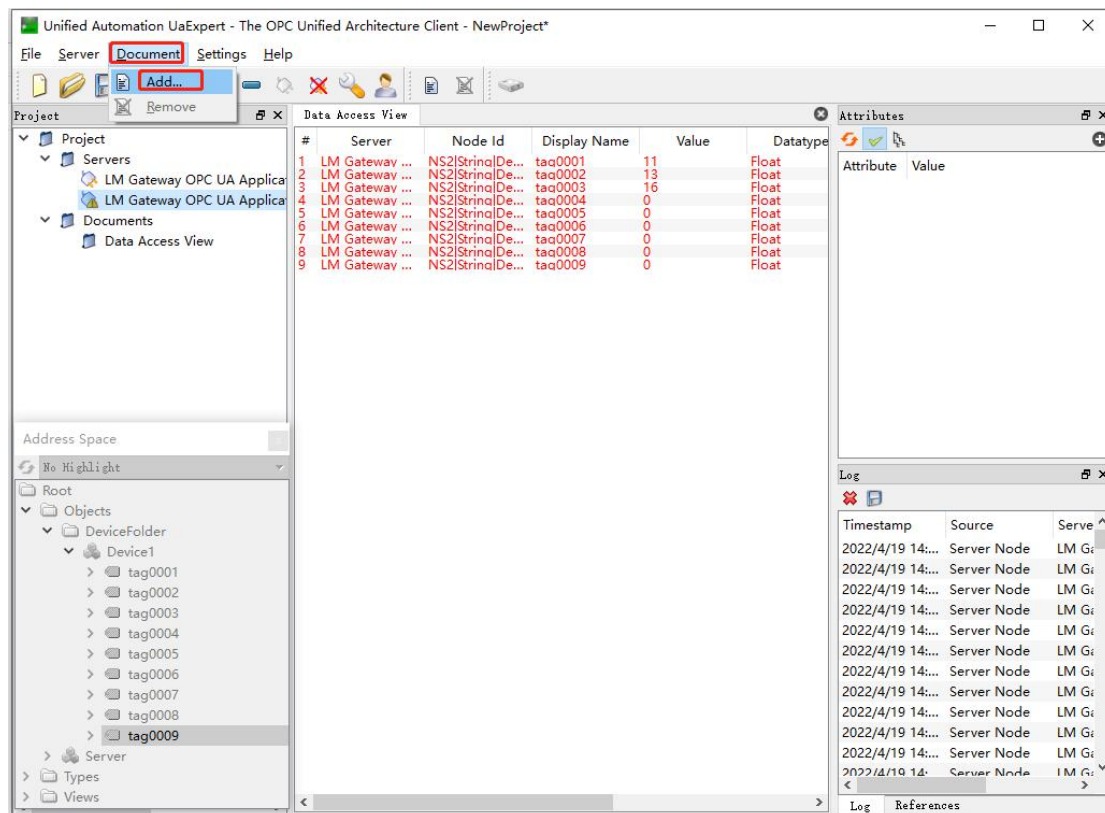 Unified Automation UaExpert - The OPC Unified Architecture Client - NewProject*
File Server Document Settings Help
Add...
Remove
Project
Project
Servers
LM Gateway OPC UA Applica
LM Gateway OPC UA Applica
Documents
Data Access View
Address Space
No Highlight
Root
Objects
DeviceFolder
Device1
tag0001
tag0002
tag0003
tag0004
tag0005
tag0006
tag0007
tag0008
tag0009
Server
Types
Views
Data Access View
# Server Node Id Display Name Value Datatype
1 LM Gateway ... NS2|String|De... tag0001 11 Float
2 LM Gateway ... NS2|String|De... tag0002 13 Float
3 LM Gateway ... NS2|String|De... tag0003 16 Float
4 LM Gateway ... NS2|String|De... tag0004 0 Float
5 LM Gateway ... NS2|String|De... tag0005 0 Float
6 LM Gateway ... NS2|String|De... tag0006 0 Float
7 LM Gateway ... NS2|String|De... tag0007 0 Float
8 LM Gateway ... NS2|String|De... tag0008 0 Float
9 LM Gateway ... NS2|String|De... tag0009 0 Float
Attributes
Attribute Value
Log
Timestamp Source Serve
2022/4/19 14:... Server Node LM Ga
2022/4/19 14:... Server Node LM Ga
2022/4/19 14:... Server Node LM Ga
2022/4/19 14:... Server Node LM Ga
2022/4/19 14:... Server Node LM Ga
2022/4/19 14:... Server Node LM Ga
2022/4/19 14:... Server Node LM Ga
2022/4/19 14:... Server Node LM Ga
2022/4/19 14:... Server Node LM Ga
2022/4/19 14:... Server Node LM Ga
2022/4/19 14:... Server Node LM Ga
2022/4/19 14: Server Node LM Ga
Log References